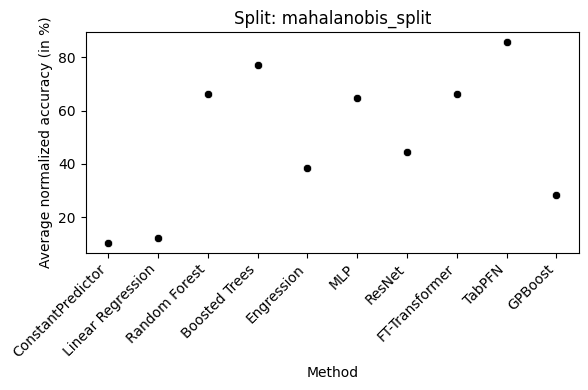 Split: mahalanobis_split
Average normalized accuracy (in %)
80
60
40
20
ConstantPredictor
Linear Regression
Random Forest
Boosted Trees
Engression
MLP
ResNet
FT-Transformer
TabPFN
GPBoost
Method